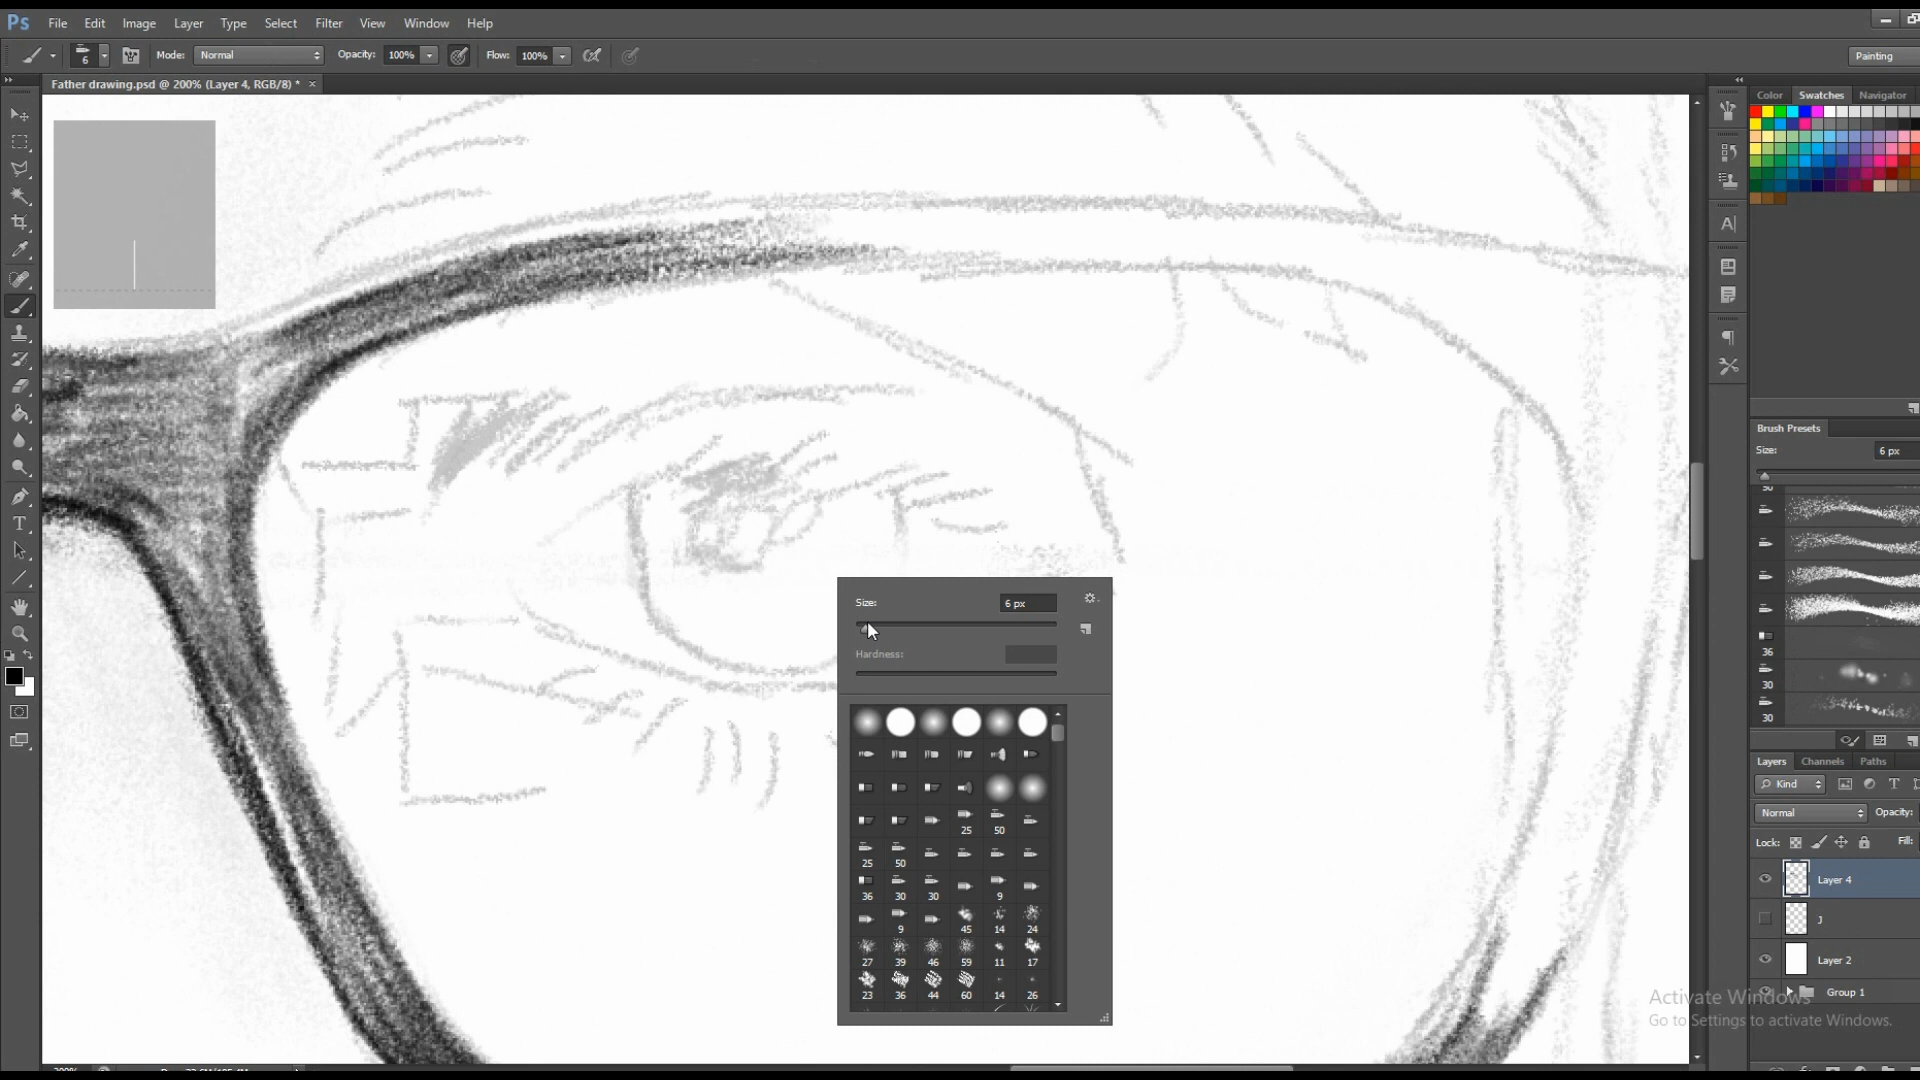 Ps File Edit Image Layer Type Select Filter View Window Help
6 Mode: Normal Opacity: 100% Flow: 100% Painting
Father drawing.psd @ 200% (Layer 4, RGB/8) * ×
Color Swatches Navigator
Brush Presets
Size: 6 px
50
36
30
30
Size: 6 px
Hardness:
25 50
25 50
36 30 30 9
9 45 14 24
27 39 46 59 11 17
23 36 44 60 14 26
Layers Channels Paths
Kind
Normal Opacity:
Lock: Fill:
Layer 4
J
Layer 2
Group 1
Activate Windows
Go to Settings to activate Windows.